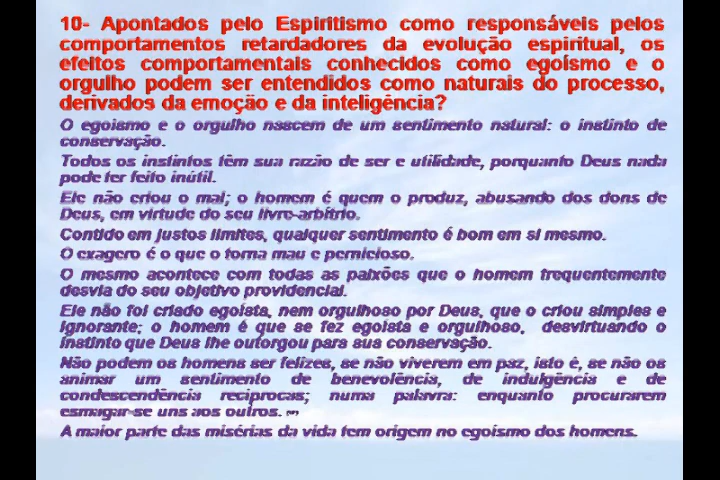 10- Apontados pelo Espiritismo como responsáveis pelos
comportamentos retardadores da evolução espiritual, os
efeitos comportamentais conhecidos como egoísmo e o
orgulho podem ser entendidos como naturais do processo,
derivados da emoção e da inteligência?
O egoísmo e o orgulho nascem de um sentimento natural: o instinto de
conservação.
Todos os instintos têm sua razão de ser e utilidade, porquanto Deus nada
pode ter feito inútil.
Ele não criou o mal; o homem é quem o produz, abusando dos dons de
Deus, em virtude do seu livre-arbítrio.
Contido em justos limites, qualquer sentimento é bom em si mesmo.
O exagero é o que o torna mau e pernicioso.
O mesmo acontece com todas as paixões que o homem frequentemente
desvia do seu objetivo providencial.
Ele não foi criado egoísta, nem orgulhoso por Deus, que o criou simples e
ignorante; o homem é que se fez egoísta e orgulhoso, desvirtuando o
instinto que Deus lhe outorgou para sua conservação.
Não podem os homens ser felizes, se não viverem em paz, isto é, se não os
animar um sentimento de benevolência, de indulgência e de
condescendência recíprocas; numa palavra: enquanto procurarem
esmagar-se uns aos outros.
A maior parte das misérias da vida tem origem no egoísmo dos homens.